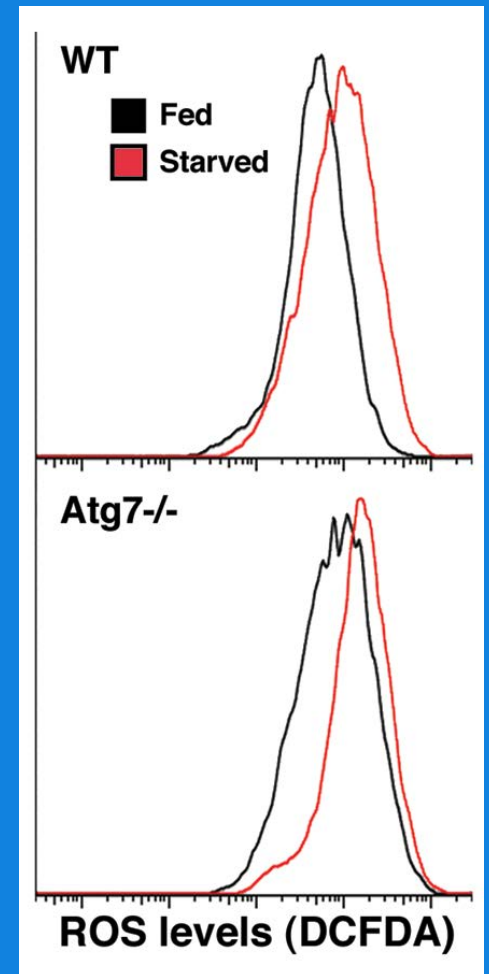 WT
Fed
Starved
Atg7-/-
ROS levels (DCFDA)